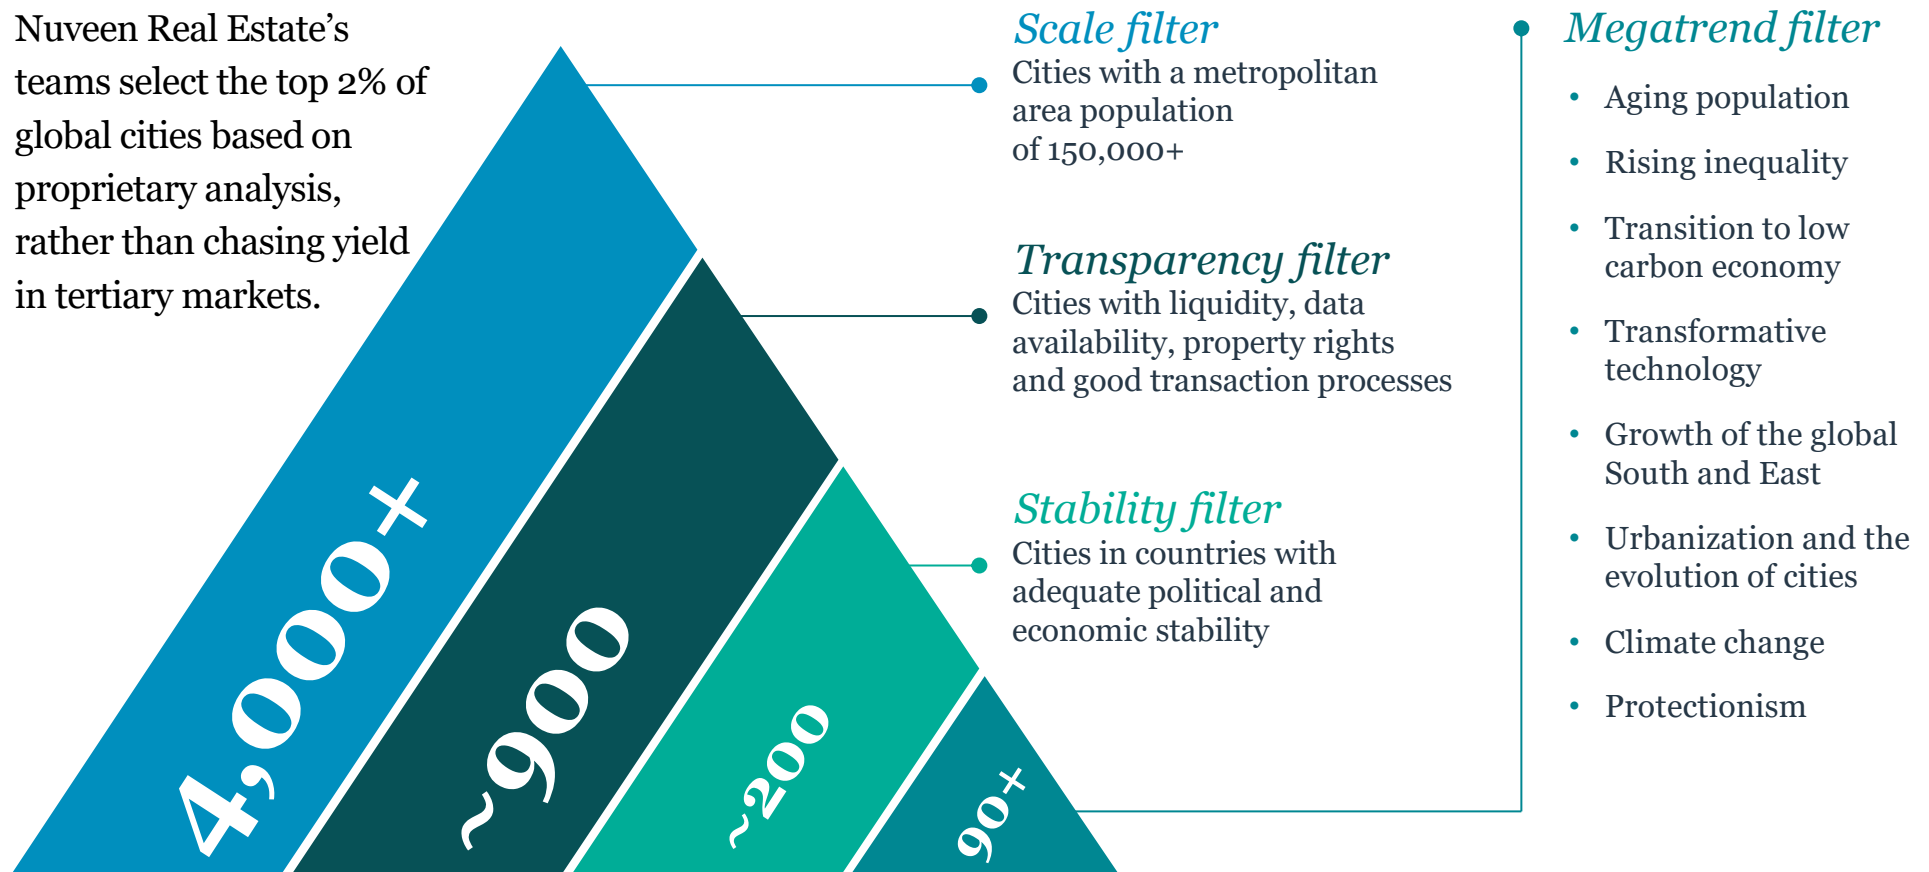 Nuveen Real Estate’s
teams select the top 2% of
global cities based on
proprietary analysis,
rather than chasing yield
in tertiary markets.
4,000+
~900
~200
90+
Scale filter
Cities with a metropolitan
area population
of 150,000+
Transparency filter
Cities with liquidity, data
availability, property rights
and good transaction processes
Stability filter
Cities in countries with
adequate political and
economic stability
Megatrend filter
• Aging population
• Rising inequality
• Transition to low
carbon economy
• Transformative
technology
• Growth of the global
South and East
• Urbanization and the
evolution of cities
• Climate change
• Protectionism